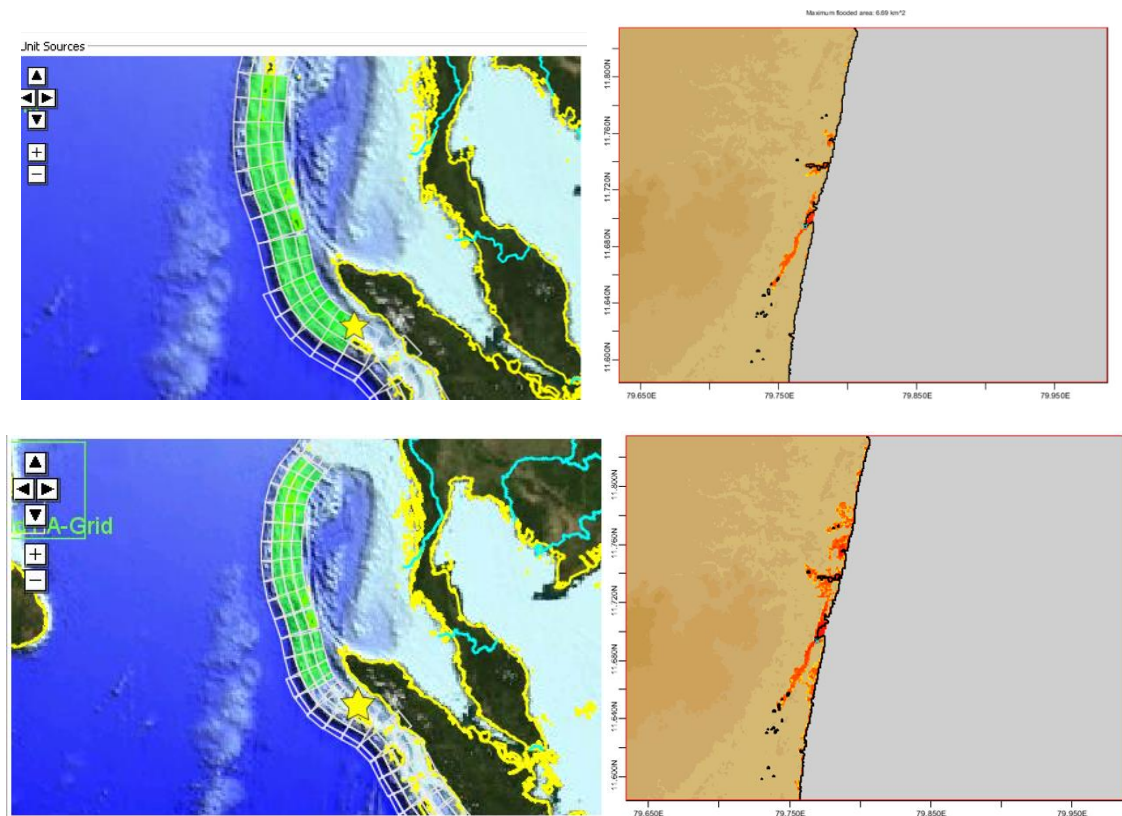 Maximum flooded area: 6.69 km^2
Unit Sources
11.800N
11.760N
11.720N
11.680N
11.640N
11.600N
79.650E
79.750E
79.850E
79.950E
A-Grid
11.800N
11.760N
11.720N
11.680N
11.640N
11.600N
79.650E
79.750E
79.850E
79.950E